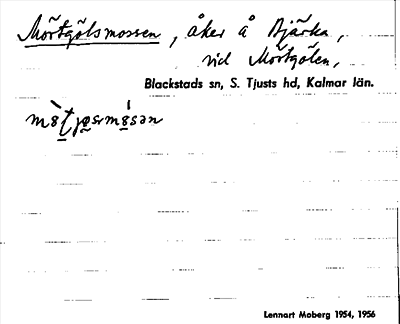 Mörtgölsmossen, åker å Bjärka,
vid Mörtgölen,
Blackstads sn, S. Tjusts hd, Kalmar län.
Lennart Moberg 1954, 1956